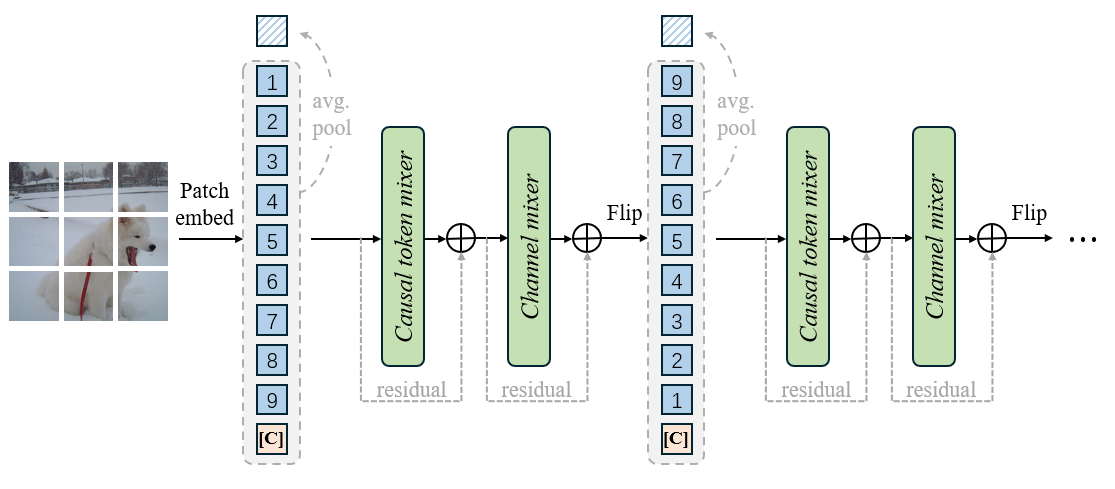 Patch
embed
1
2
3
4
5
6
7
8
9
[C]
avg.
pool
Causal token mixer
residual
Channel mixer
residual
Flip
9
8
7
6
5
4
3
2
1
[C]
avg.
pool
Causal token mixer
residual
Channel mixer
residual
Flip
...